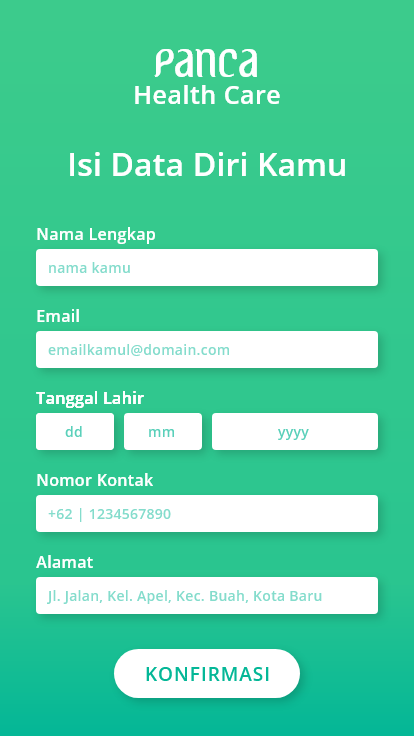 Panca
Health Care
Isi Data Diri Kamu
Nama Lengkap
nama kamu
Email
emailkamul@domain.com
Tanggal Lahir
dd mm yyyy
Nomor Kontak
+62 | 1234567890
Alamat
Jl. Jalan, Kel. Apel, Kec. Buah, Kota Baru
KONFIRMASI